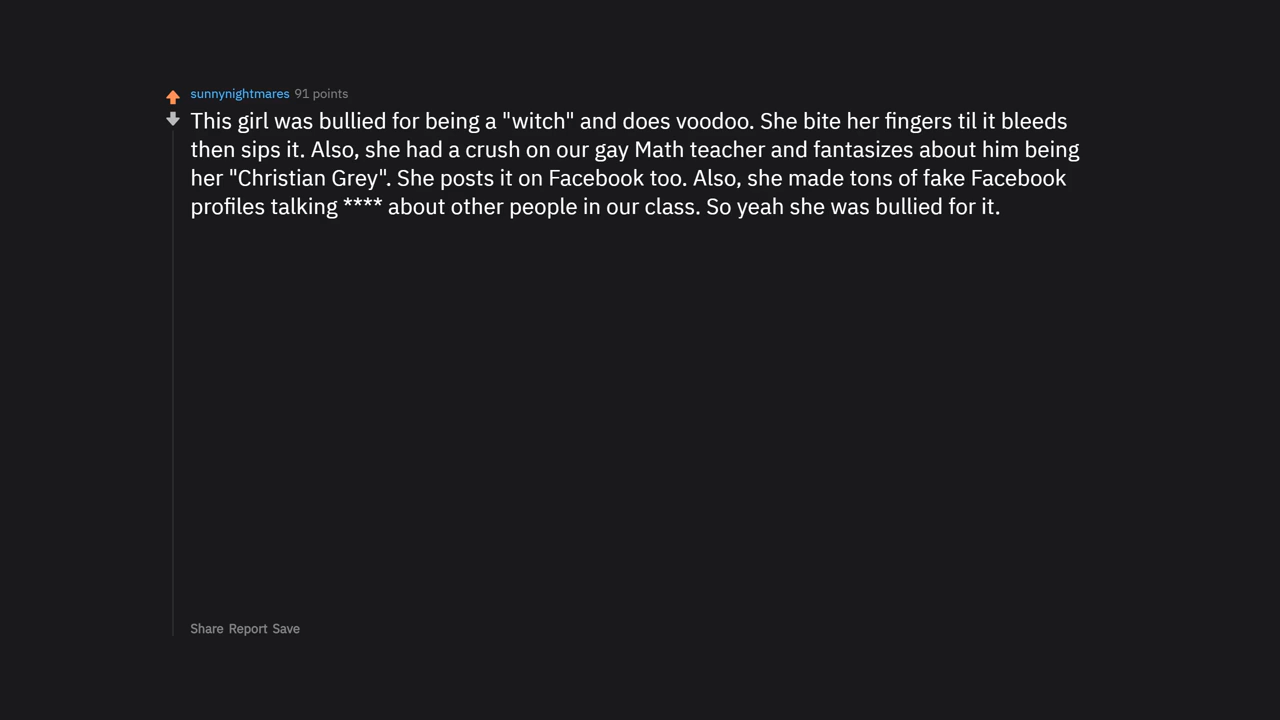 sunnynightmares 91 points
This girl was bullied for being a "witch" and does voodoo. She bite her fingers til it bleeds
then sips it. Also, she had a crush on our gay Math teacher and fantasizes about him being
her "Christian Grey". She posts it on Facebook too. Also, she made tons of fake Facebook
profiles talking **** about other people in our class. So yeah she was bullied for it.
Share Report Save